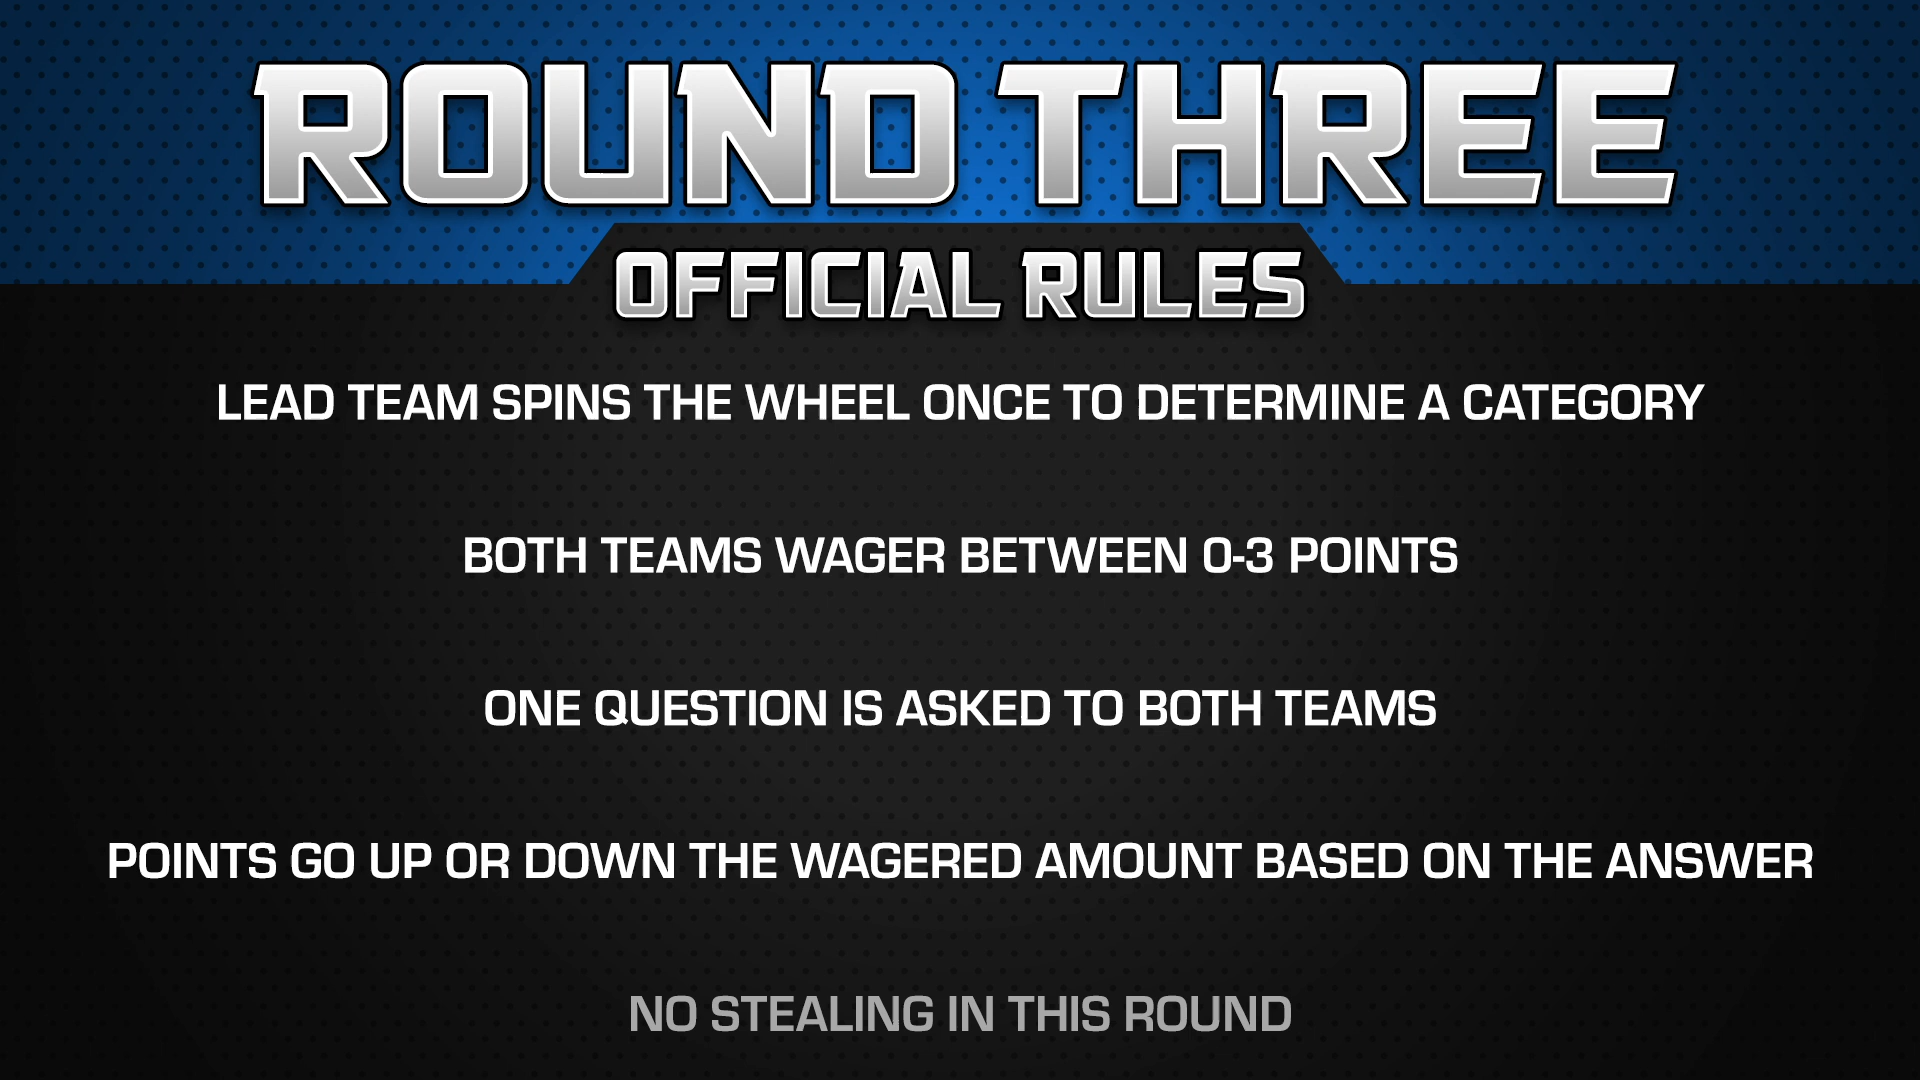 ROUND THREE
OFFICIAL RULES
LEAD TEAM SPINS THE WHEEL ONCE TO DETERMINE A CATEGORY
BOTH TEAMS WAGER BETWEEN 0-3 POINTS
ONE QUESTION IS ASKED TO BOTH TEAMS
POINTS GO UP OR DOWN THE WAGERED AMOUNT BASED ON THE ANSWER
NO STEALING IN THIS ROUND